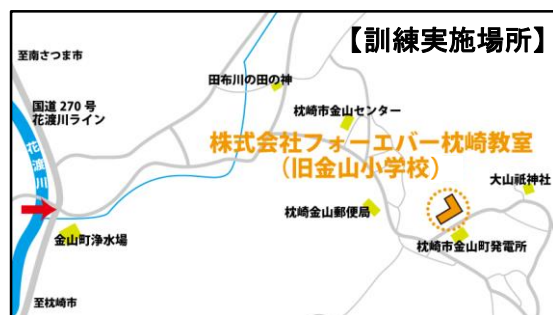 【訓練実施場所】
至南さつま市
田布川の田の神
国道270号
花渡川ライン
枕崎市金山センター
花渡川
株式会社フォーエバー枕崎教室
（旧金山小学校）
大山祇神社
枕崎金山郵便局
金山町浄水場
枕崎市金山町発電所
至枕崎市